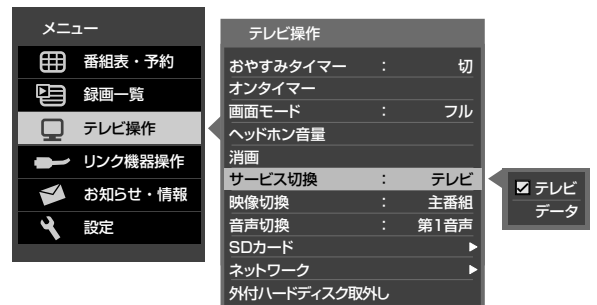 メニュー
番組表・予約
録画一覧
テレビ操作
リンク機器操作
お知らせ・情報
設定
テレビ操作
おやすみタイマー : 切
オンタイマー
画面モード : フル
ヘッドホン音量
消画
サービス切換 : テレビ
映像切換 : 主番組
音声切換 : 第1音声
SDカード
ネットワーク
外付ハードディスク取外し
テレビ
データ